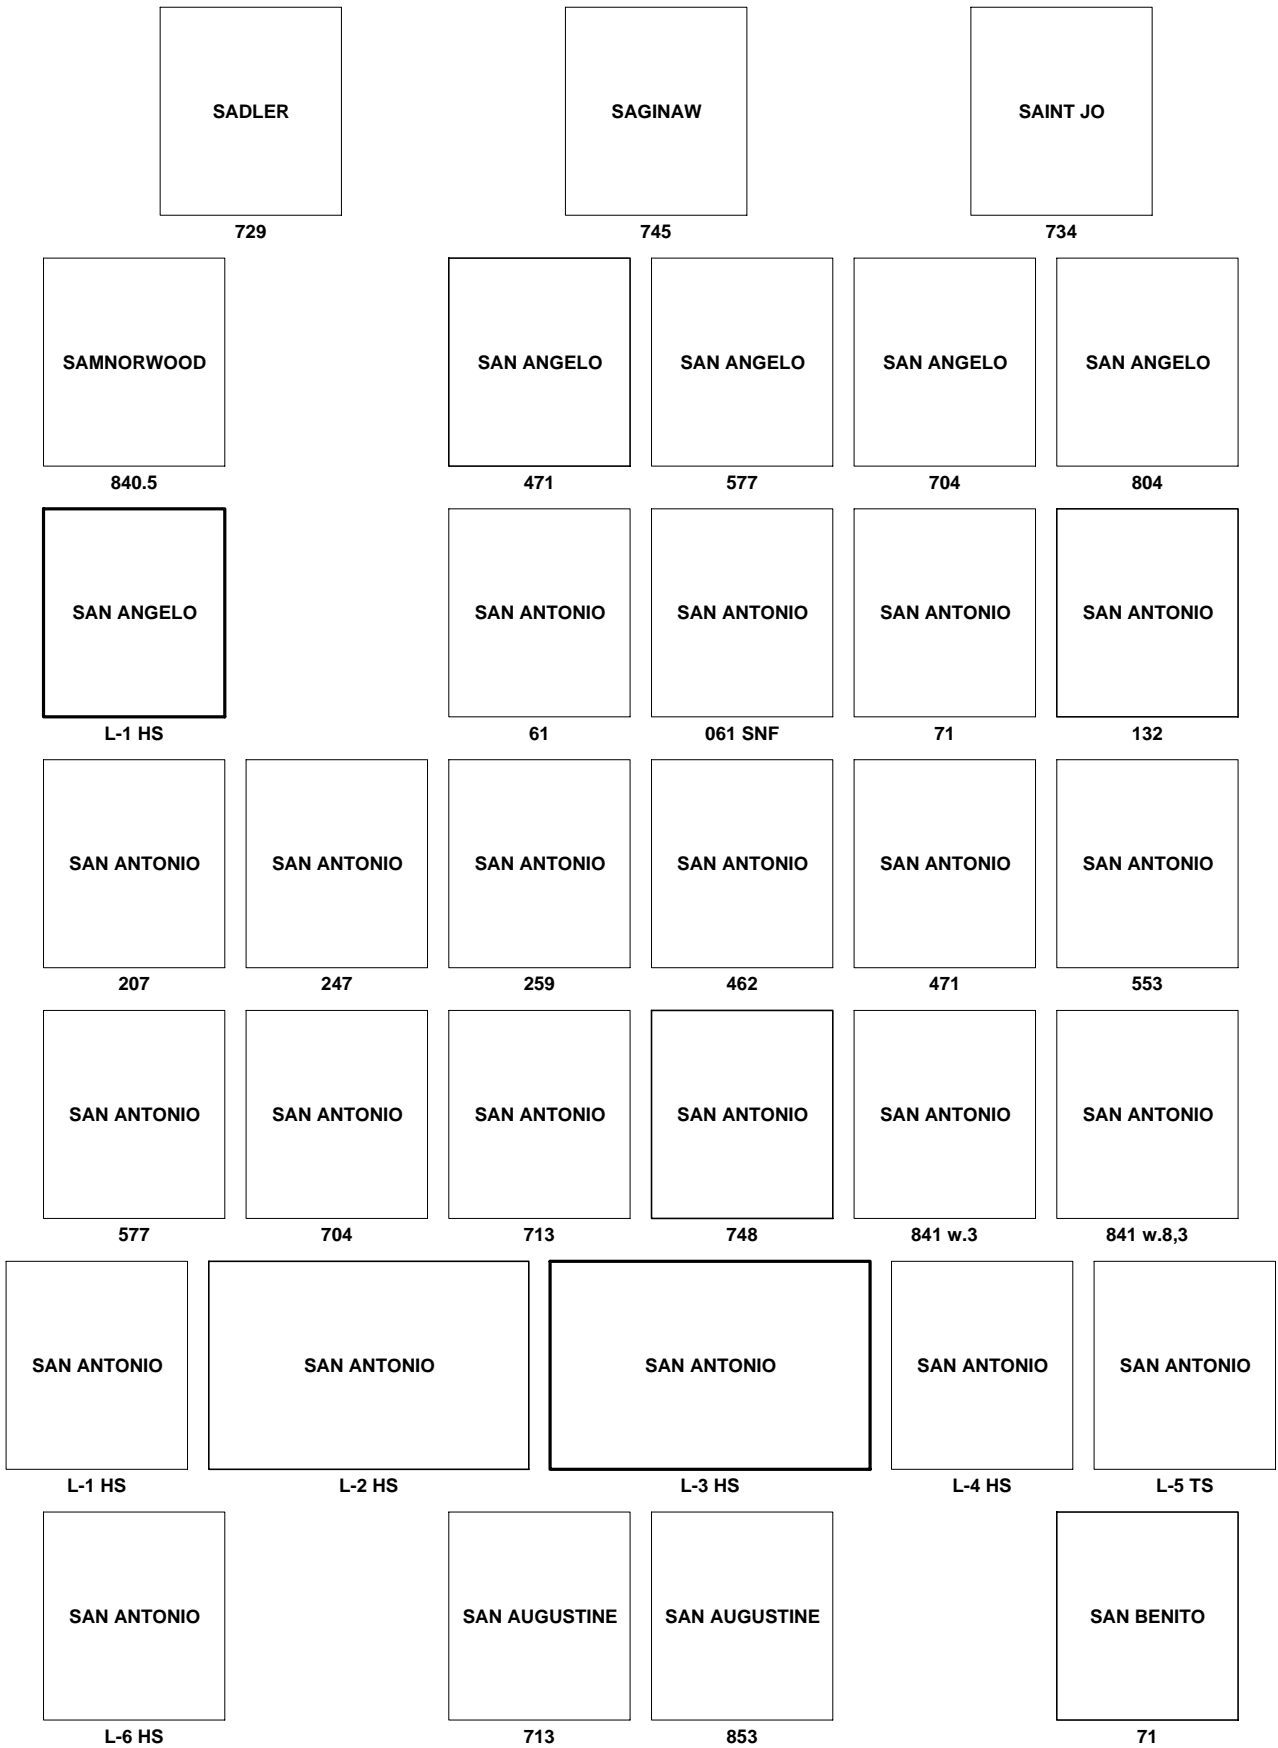 SADLER SAGINAW SAINT JO
729 745 734
SAMNORWOOD SAN ANGELO SAN ANGELO SAN ANGELO SAN ANGELO
840.5 471 577 704 804
SAN ANGELO SAN ANTONIO SAN ANTONIO SAN ANTONIO SAN ANTONIO
L-1 HS 61 061 SNF 71 132
SAN ANTONIO SAN ANTONIO SAN ANTONIO SAN ANTONIO SAN ANTONIO SAN ANTONIO
207 247 259 462 471 553
SAN ANTONIO SAN ANTONIO SAN ANTONIO SAN ANTONIO SAN ANTONIO SAN ANTONIO
577 704 713 748 841 w.3 841 w.8,3
SAN ANTONIO SAN ANTONIO SAN ANTONIO SAN ANTONIO SAN ANTONIO
L-1 HS L-2 HS L-3 HS L-4 HS L-5 TS
SAN ANTONIO SAN AUGUSTINE SAN AUGUSTINE SAN BENITO
L-6 HS 713 853 71